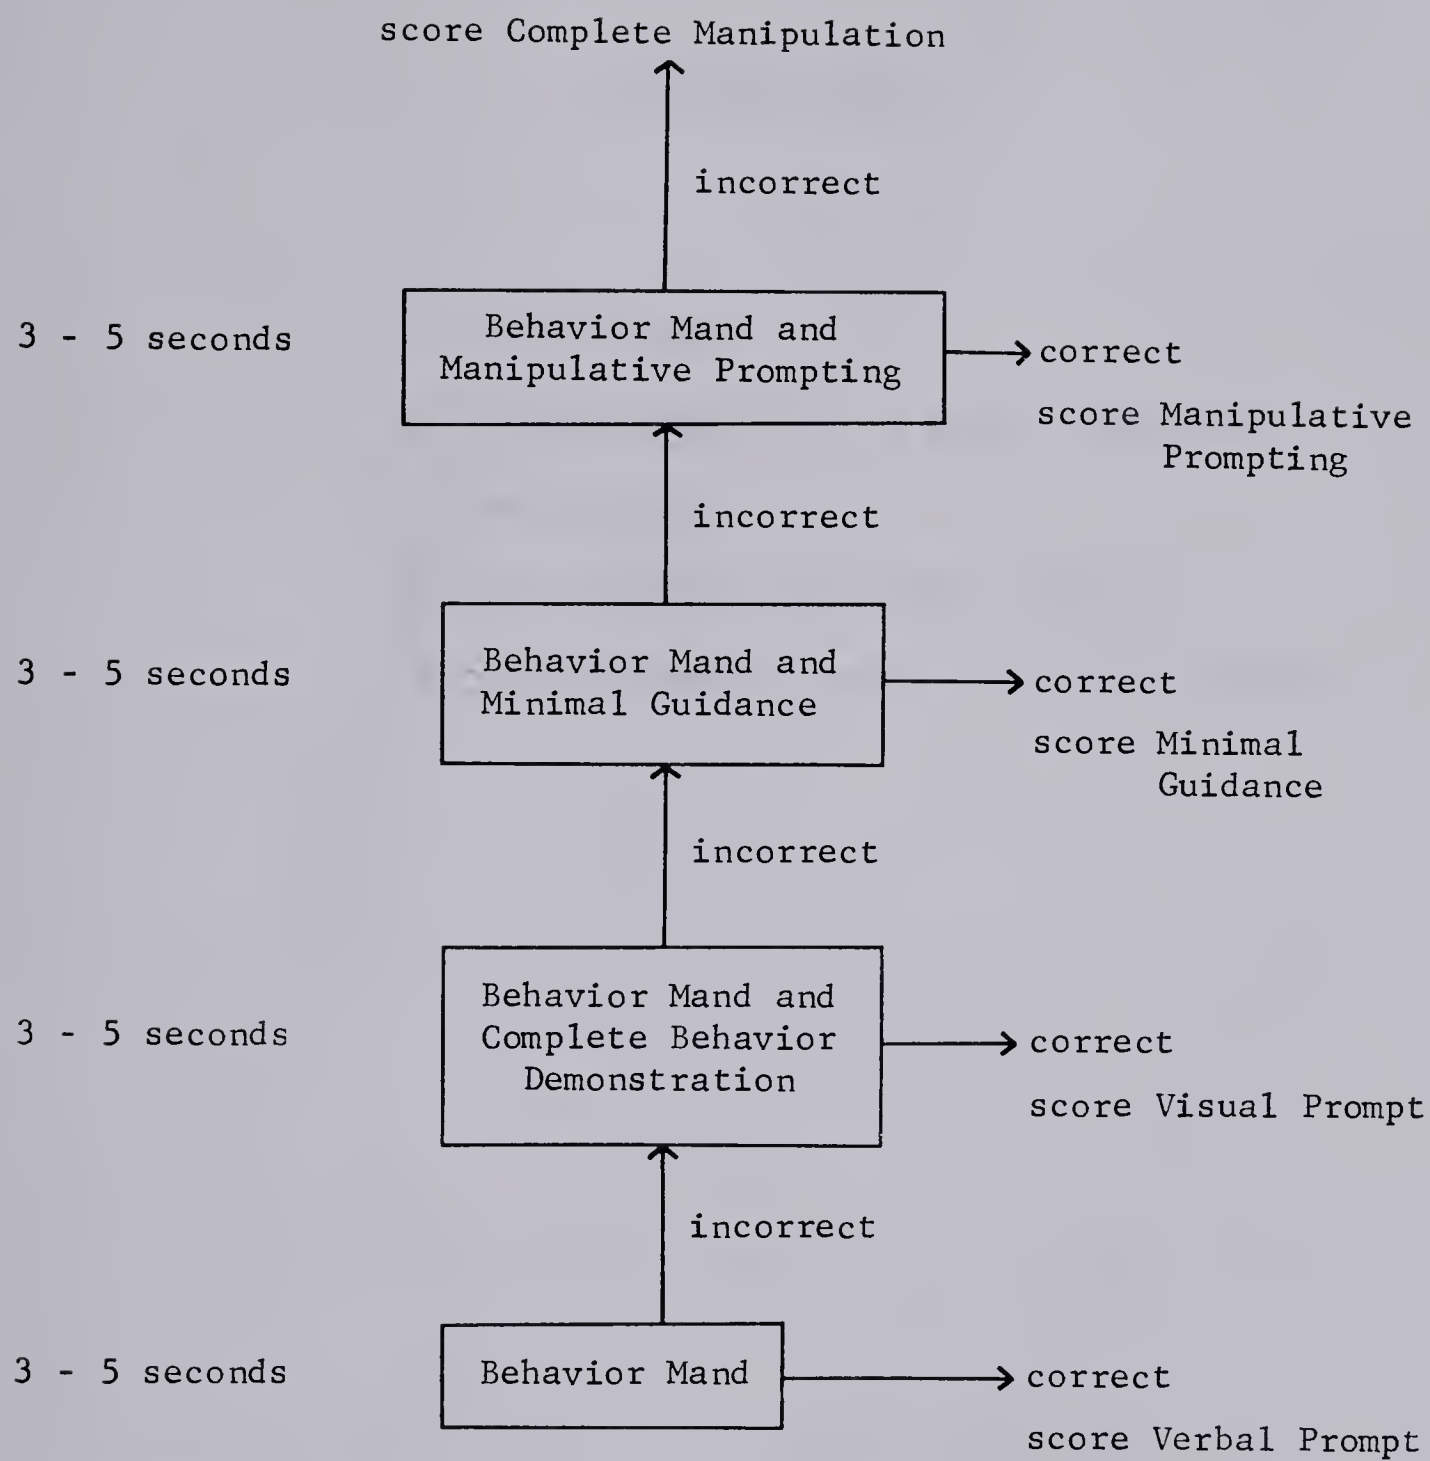 score Complete Manipulation
incorrect
3 - 5 seconds
Behavior Mand and
Manipulative Prompting
correct
score Manipulative
Prompting
incorrect
3 - 5 seconds
Behavior Mand and
Minimal Guidance
correct
score Minimal
Guidance
incorrect
3 - 5 seconds
Behavior Mand and
Complete Behavior
Demonstration
correct
score Visual Prompt
incorrect
3 - 5 seconds
Behavior Mand
correct
score Verbal Prompt